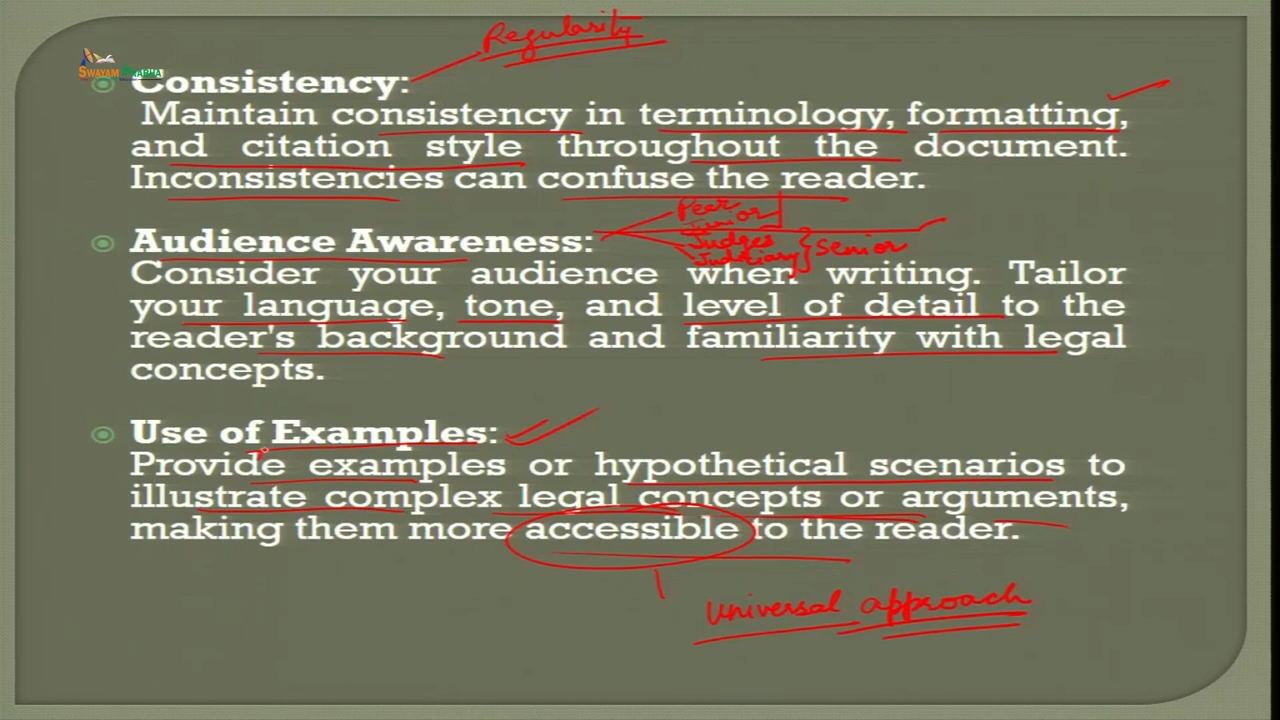 Regularity
SWAYAM PRABHA
Consistency:
Maintain consistency in terminology, formatting,
and citation style throughout the document.
Inconsistencies can confuse the reader.
Peer
Junior
Audience Awareness:
Judges
Judiciary
Senior
Consider your audience when writing. Tailor
your language, tone, and level of detail to the
reader's background and familiarity with legal
concepts.
Use of Examples:
Provide examples or hypothetical scenarios to
illustrate complex legal concepts or arguments,
making them more accessible to the reader.
universal approach